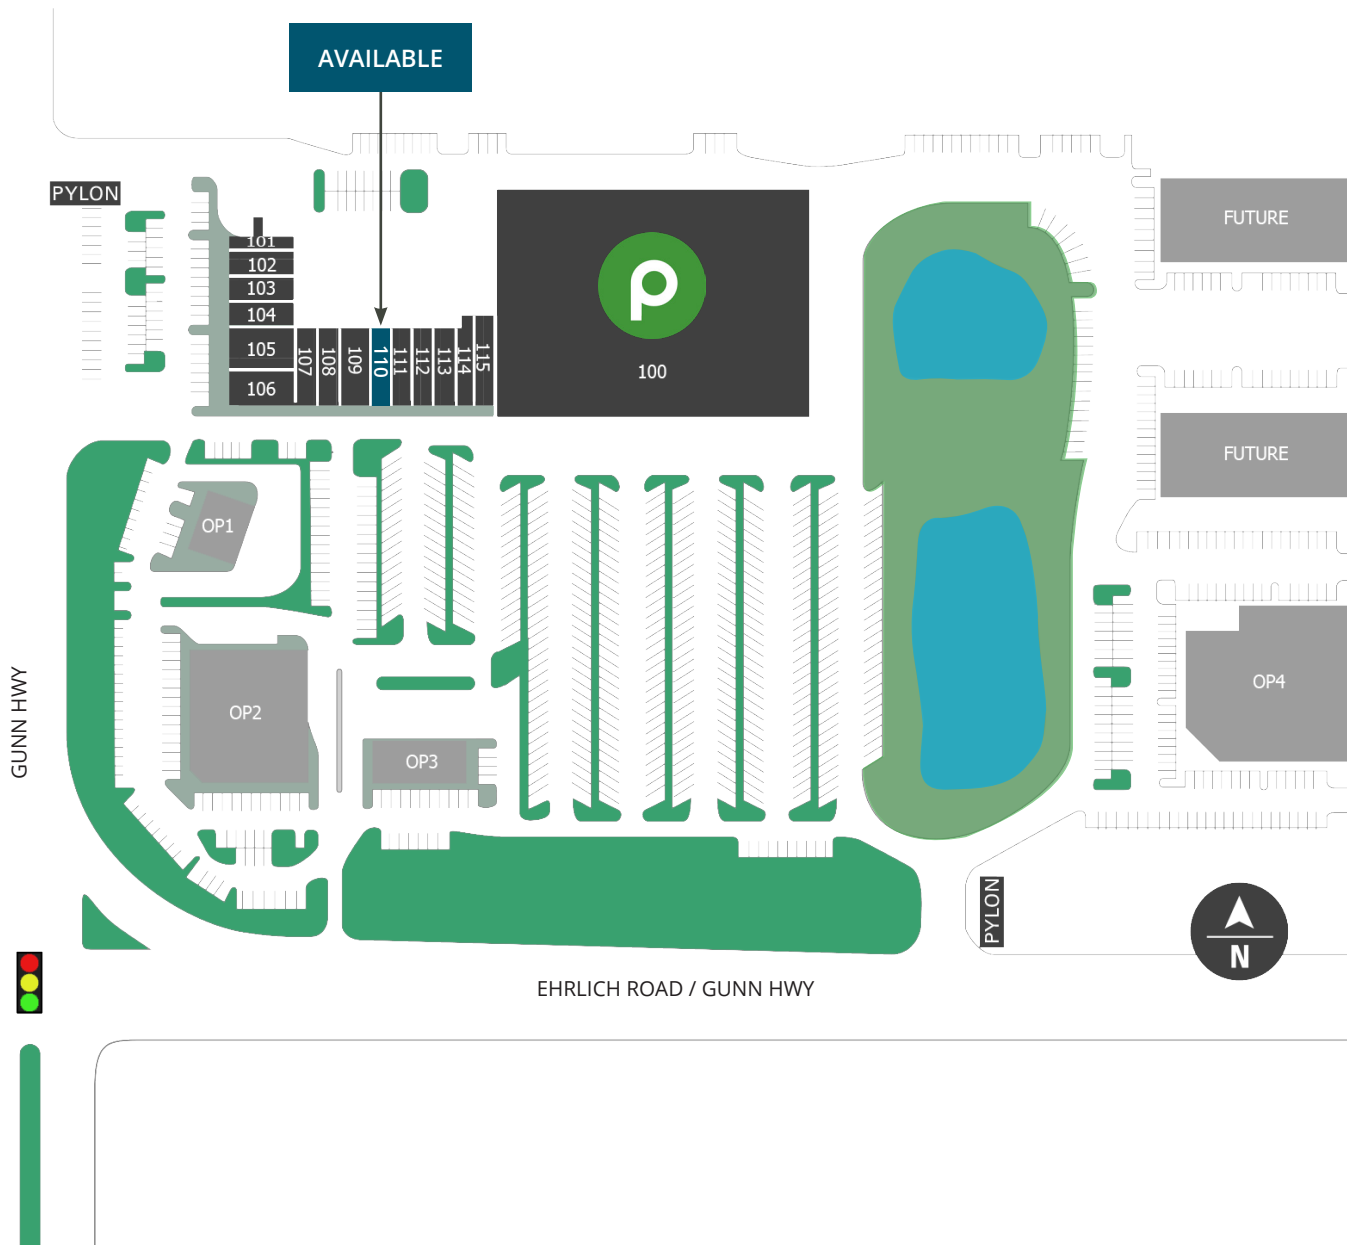 AVAILABLE
PYLON
101
102
103
104
105
106
107
108
109
110
111
112
113
114
115
100
FUTURE
FUTURE
OP1
OP2
OP3
OP4
GUNN HWY
PYLON
N
EHRLICH ROAD / GUNN HWY